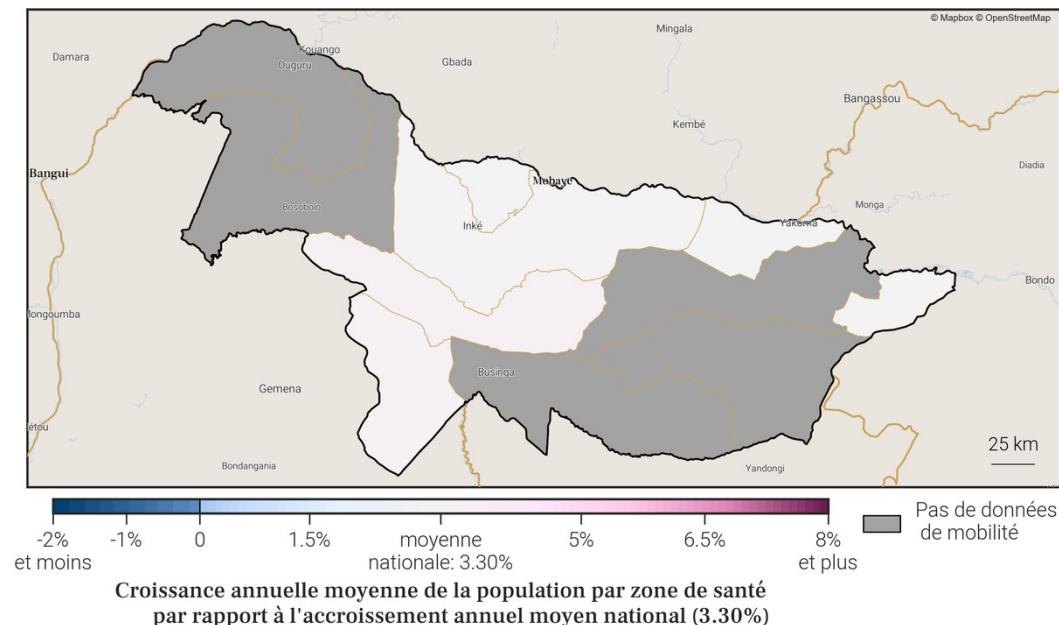 © Mapbox © OpenStreetMap
Mingala
Damara
Kouango
Gbada
Duguru
Bangassou
Kembé
Diadia
Bangui
Mobaye
Bosobolo
Monga
Inké
Yakoma
Bondo
Mongoumba
Businga
Gemena
25 km
Bondangania
Yandongi
-2%
et moins
-1%
0
1.5%
moyenne
nationale: 3.30%
5%
6.5%
8%
et plus
Pas de données
de mobilité
Croissance annuelle moyenne de la population par zone de santé
par rapport à l'accroissement annuel moyen national (3.30%)